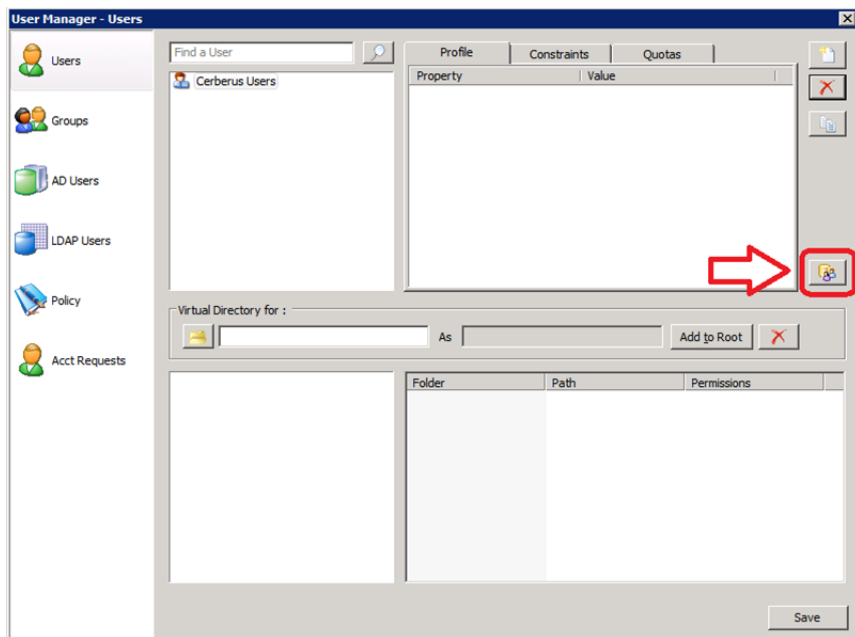 User Manager - Users
Users
Groups
AD Users
LDAP Users
Policy
Acct Requests
Find a User
Cerberus Users
Profile
Constraints
Quotas
Property
Value
Virtual Directory for :
As
Add to Root
Folder
Path
Permissions
Save